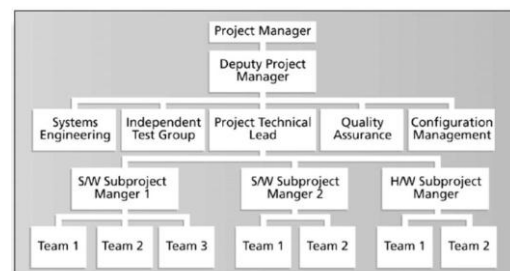 Project Manager
Deputy Project
Manager
Systems
Engineering
Independent
Test Group
Project Technical
Lead
Quality
Assurance
Configuration
Management
S/W Subproject
Manger 1
S/W Subproject
Manger 2
H/W Subproject
Manger
Team 1
Team 2
Team 3
Team 1
Team 2
Team 1
Team 2